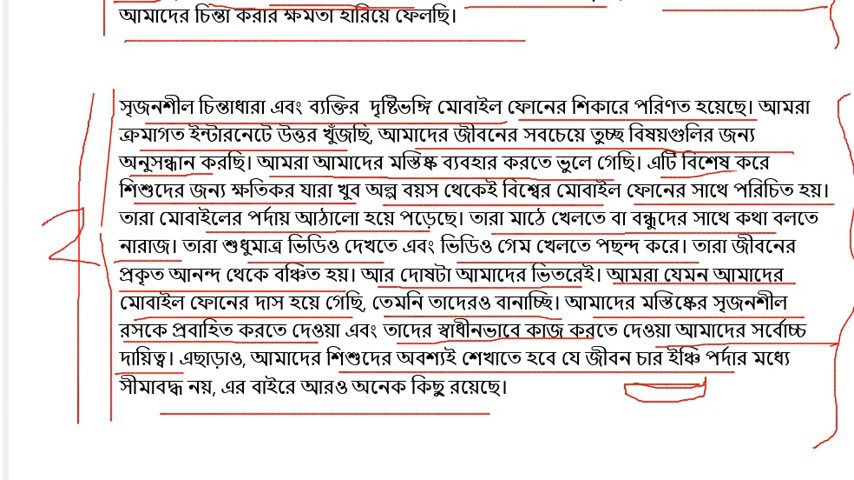 আমাদের চিন্তা করার ক্ষমতা হারিয়ে ফেলছি।
সৃজনশীল চিন্তাধারা এবং ব্যক্তির দৃষ্টিভঙ্গি মোবাইল ফোনের শিকারে পরিণত হয়েছে। আমরা
ক্রমাগত ইন্টারনেটে উত্তর খুঁজছি, আমাদের জীবনের সবচেয়ে তুচ্ছ বিষয়গুলির জন্য
অনুসন্ধান করছি। আমরা আমাদের মস্তিষ্ক ব্যবহার করতে ভুলে গেছি। এটি বিশেষ করে
শিশুদের জন্য ক্ষতিকর যারা খুব অল্প বয়স থেকেই বিশ্বের মোবাইল ফোনের সাথে পরিচিত হয়।
তারা মোবাইলের পর্দায় আঠালো হয়ে পড়েছে। তারা মাঠে খেলতে বা বন্ধুদের সাথে কথা বলতে
নারাজ। তারা শুধুমাত্র ভিডিও দেখতে এবং ভিডিও গেম খেলতে পছন্দ করে। তারা জীবনের
প্রকৃত আনন্দ থেকে বঞ্চিত হয়। আর দোষটা আমাদের ভিতরেই। আমরা যেমন আমাদের
মোবাইল ফোনের দাস হয়ে গেছি, তেমনি তাদেরও বানাচ্ছি। আমাদের মস্তিষ্কের সৃজনশীল
2 রসকে প্রবাহিত করতে দেওয়া এবং তাদের স্বাধীনভাবে কাজ করতে দেওয়া আমাদের সর্বোচ্চ
দায়িত্ব। এছাড়াও, আমাদের শিশুদের অবশ্যই শেখাতে হবে যে জীবন চার ইঞ্চি পর্দার মধ্যে
সীমাবদ্ধ নয়, এর বাইরে আরও অনেক কিছু রয়েছে।